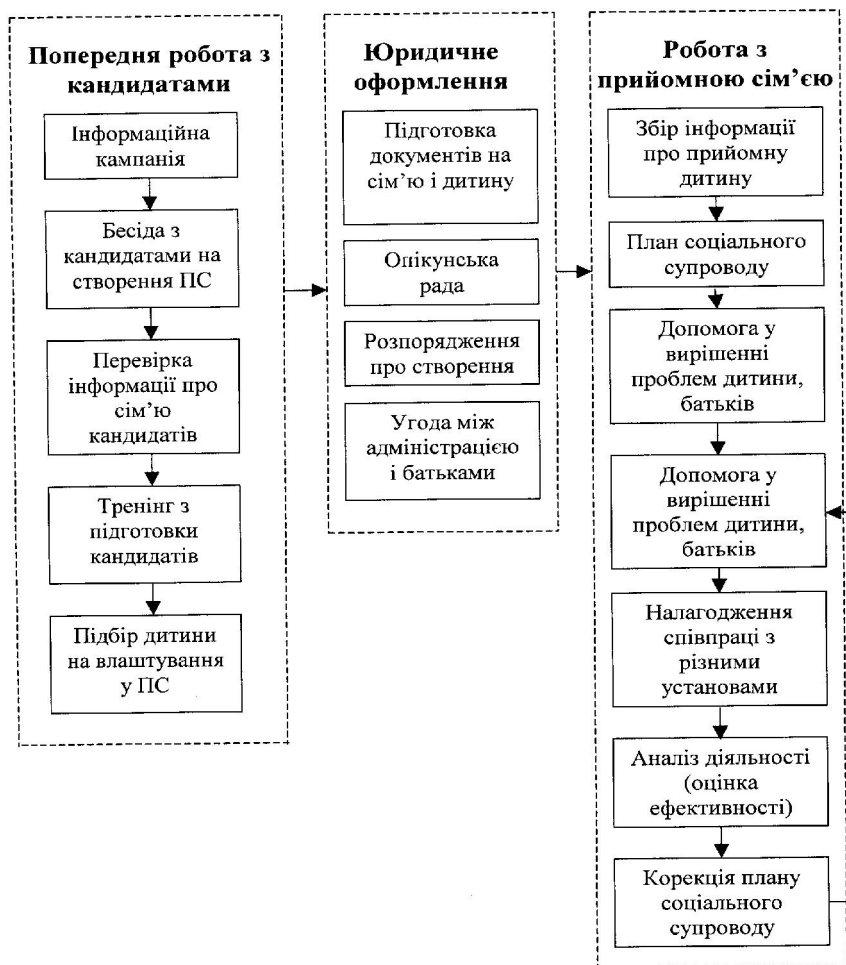 Попередня робота з
кандидатами
Інформаційна
кампанія
Бесіда з
кандидатами на
створення ПС
Перевірка
інформації про
сім’ю
кандидатів
Тренінг з
підготовки
кандидатів
Підбір дитини
на влаштування
у ПС
Юридичне
оформлення
Підготовка
документів на
сім’ю і дитину
Опікунська
рада
Розпорядження
про створення
Угода між
адміністрацією
і батьками
Робота з
прийомною сім’єю
Збір інформації
про прийомну
дитину
План соціального
супроводу
Допомога у
вирішенні
проблем дитини,
батьків
Допомога у
вирішенні
проблем дитини,
батьків
Налагодження
співпраці з
різними
установами
Аналіз діяльності
(оцінка
ефективності)
Корекція плану
соціального
супроводу